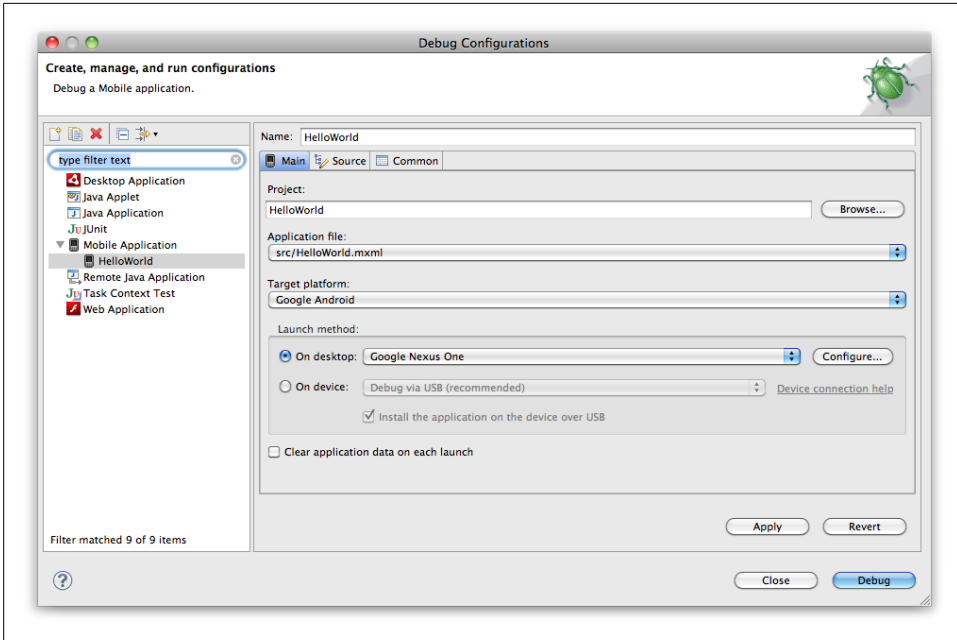 Debug Configurations
Create, manage, and run configurations
Debug a Mobile application.
type filter text
Desktop Application
Java Applet
Java Application
JUnit
Mobile Application
HelloWorld
Remote Java Application
Task Context Test
Web Application
Filter matched 9 of 9 items
Name: HelloWorld
Main Source Common
Project:
HelloWorld Browse...
Application file:
src/HelloWorld.mxml
Target platform:
Google Android
Launch method:
On desktop: Google Nexus One Configure...
On device: Debug via USB (recommended) Device connection help
Install the application on the device over USB
Clear application data on each launch
Apply Revert
? Close Debug